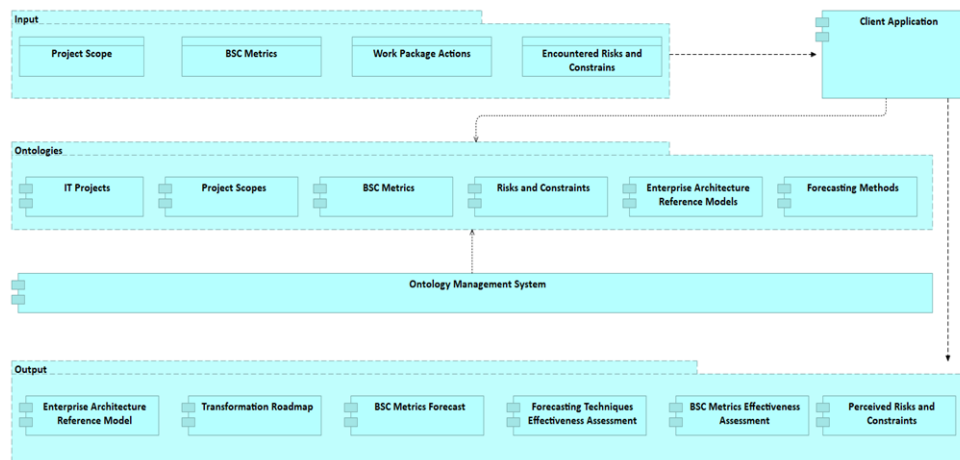 Input
Client Application
Project Scope
BSC Metrics
Work Package Actions
Encountered Risks and
Constrains
Ontologies
IT Projects
Project Scopes
BSC Metrics
Risks and Constraints
Enterprise Architecture
Reference Models
Forecasting Methods
Ontology Management System
Output
Enterprise Architecture
Reference Model
Transformation Roadmap
BSC Metrics Forecast
Forecasting Techniques
Effectiveness Assessment
BSC Metrics Effectiveness
Assessment
Perceived Risks and
Constraints